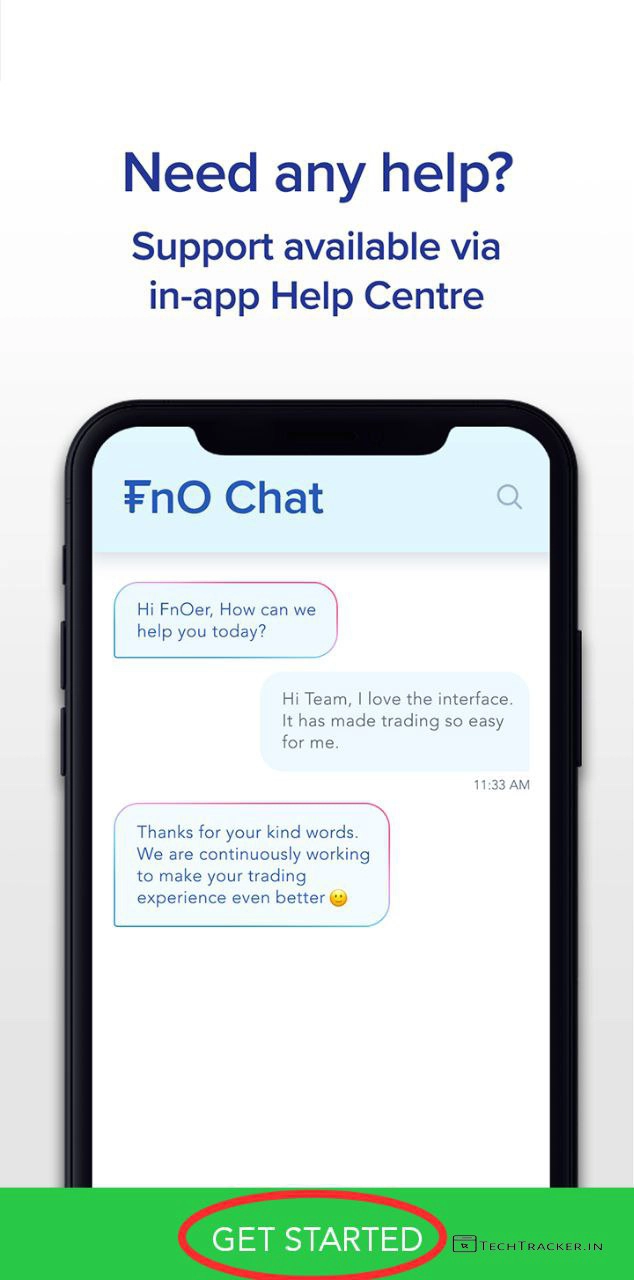 Need any help?
Support available via
in-app Help Centre
₣nO Chat
Hi FnOer, How can we
help you today?
Hi Team, I love the interface.
It has made trading so easy
for me.
11:33 AM
Thanks for your kind words.
We are continuously working
to make your trading
experience even better 🙂
GET STARTED
TECHTRACKER.IN